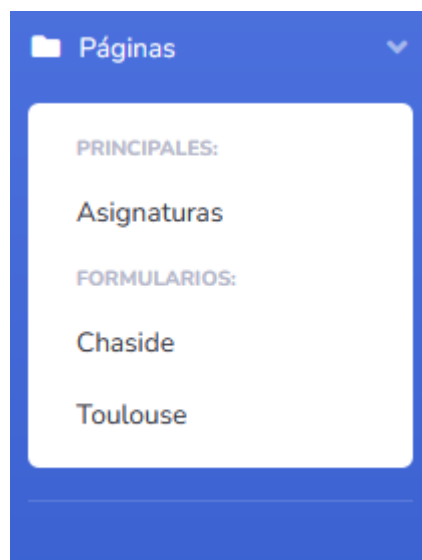 Páginas
PRINCIPALES:
Asignaturas
FORMULARIOS:
Chaside
Toulouse